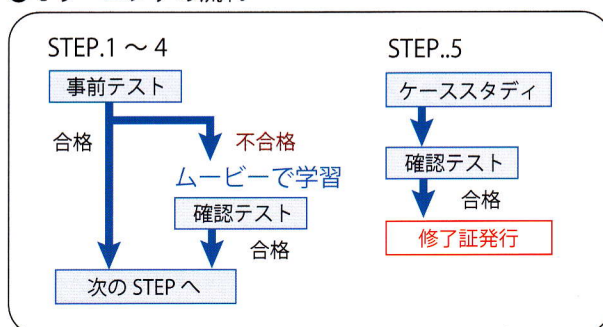 STEP.1 ～ 4
事前テスト
合格
不合格
ムービーで学習
確認テスト
合格
次の STEP へ
STEP..5
ケーススタディ
確認テスト
合格
修了証発行